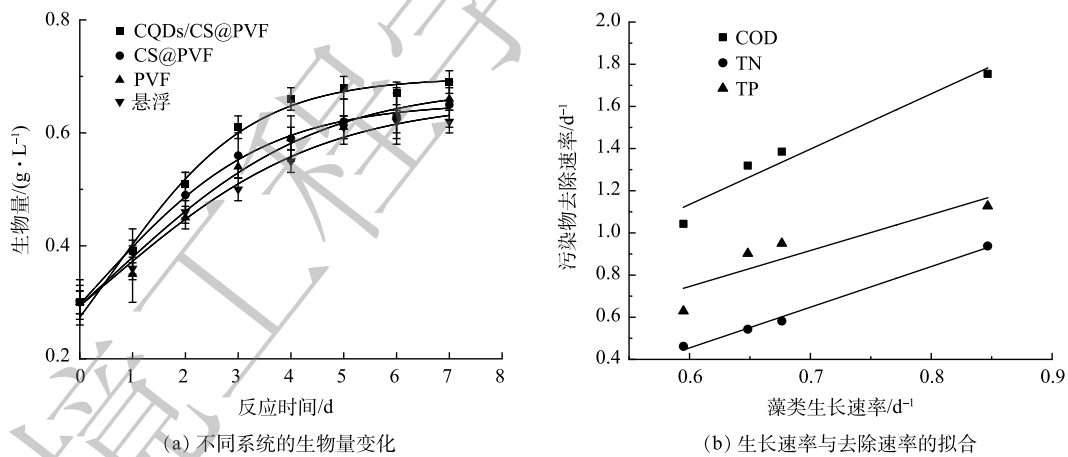 0.8
0.6
0.4
0.2
生物量/(g·L⁻¹)
CQDs/CS@PVF
CS@PVF
PVF
悬浮
0 1 2 3 4 5 6 7 8
反应时间/d
(a) 不同系统的生物量变化
2.0
1.8
1.6
1.4
1.2
1.0
0.8
0.6
0.4
污染物去除速率/d⁻¹
COD
TN
TP
0.6 0.7 0.8 0.9
藻类生长速率/d⁻¹
(b) 生长速率与去除速率的拟合